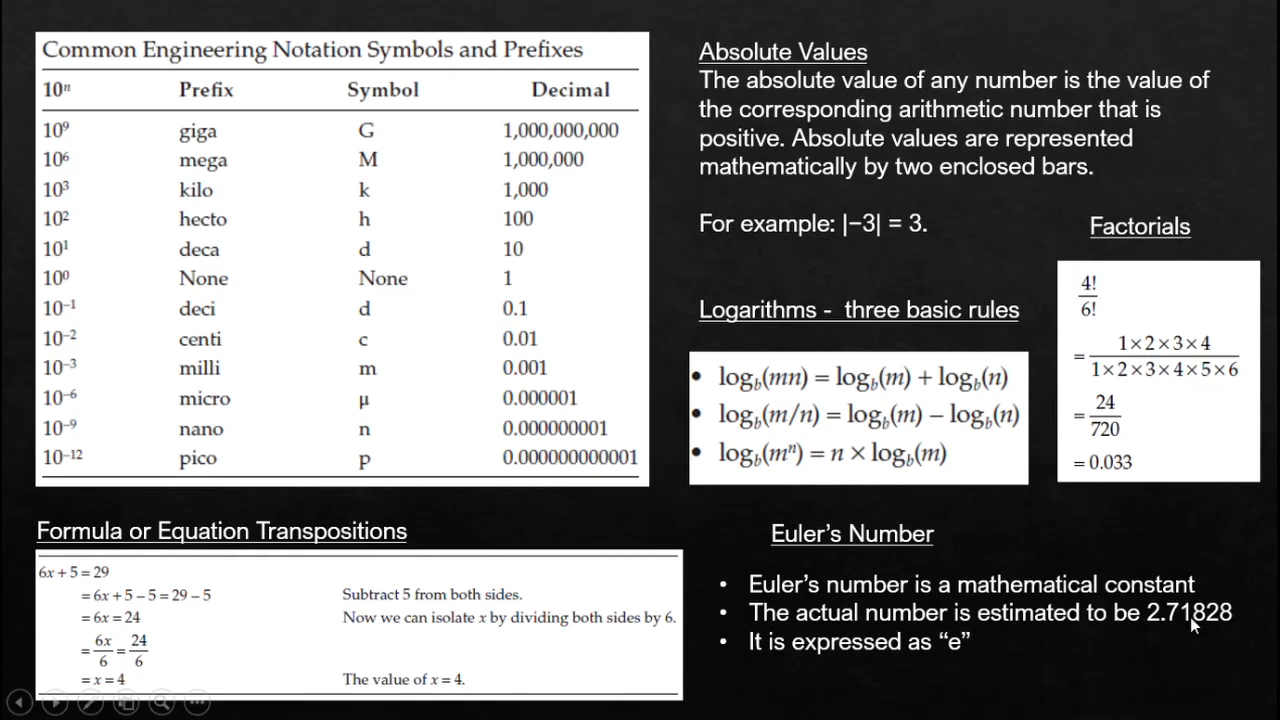 Common Engineering Notation Symbols and Prefixes
10ⁿ Prefix Symbol Decimal
10⁹ giga G 1,000,000,000
10⁶ mega M 1,000,000
10³ kilo k 1,000
10² hecto h 100
10¹ deca d 10
10⁰ None None 1
10⁻¹ deci d 0.1
10⁻² centi c 0.01
10⁻³ milli m 0.001
10⁻⁶ micro µ 0.000001
10⁻⁹ nano n 0.000000001
10⁻¹² pico p 0.000000000001
Formula or Equation Transpositions
6x + 5 = 29
= 6x + 5 – 5 = 29 – 5 Subtract 5 from both sides.
= 6x = 24 Now we can isolate x by dividing both sides by 6.
= 6x/6 = 24/6
= x = 4 The value of x = 4.
Absolute Values
The absolute value of any number is the value of
the corresponding arithmetic number that is
positive. Absolute values are represented
mathematically by two enclosed bars.
For example: |−3| = 3.
Logarithms - three basic rules
• log_b(mn) = log_b(m) + log_b(n)
• log_b(m/n) = log_b(m) – log_b(n)
• log_b(mⁿ) = n × log_b(m)
Factorials
4!/6!
= 1×2×3×4/1×2×3×4×5×6
= 24/720
= 0.033
Euler’s Number
• Euler’s number is a mathematical constant
• The actual number is estimated to be 2.71828
• It is expressed as “e”